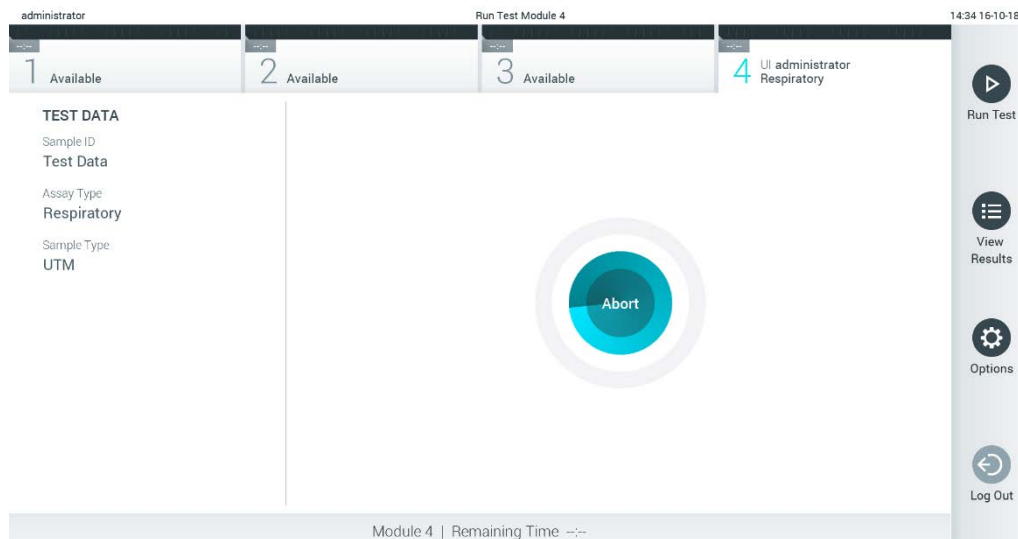 administrator
Run Test Module 4
14:34 16-10-18
--:--
1 Available
--:--
2 Available
--:--
3 Available
--:--
4 UI administrator
Respiratory
TEST DATA
Sample ID
Test Data
Assay Type
Respiratory
Sample Type
UTM
Abort
Run Test
View
Results
Options
Log Out
Module 4 | Remaining Time --:--